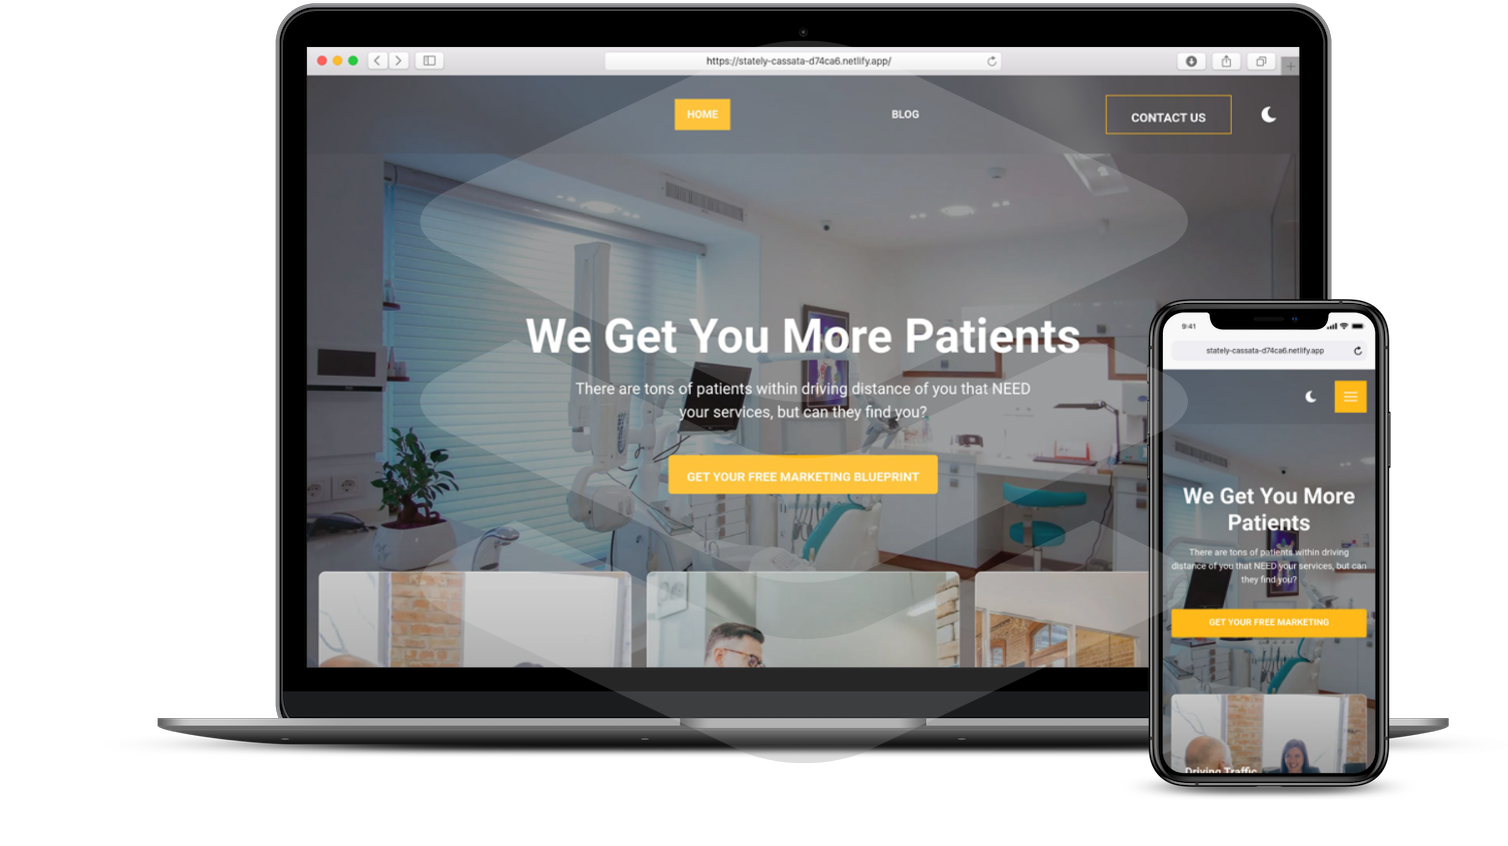 https://stately-cassata-d74ca6.netlify.app/
HOME
BLOG
CONTACT US
We Get You More Patients
There are tons of patients within driving distance of you that NEED
your services, but can they find you?
GET YOUR FREE MARKETING BLUEPRINT
9:41
stately-cassata-d74ca6.netlify.app
We Get You More
Patients
There are tons of patients within driving
distance of you that NEED your services, but can
they find you?
GET YOUR FREE MARKETING
Driving Traffic